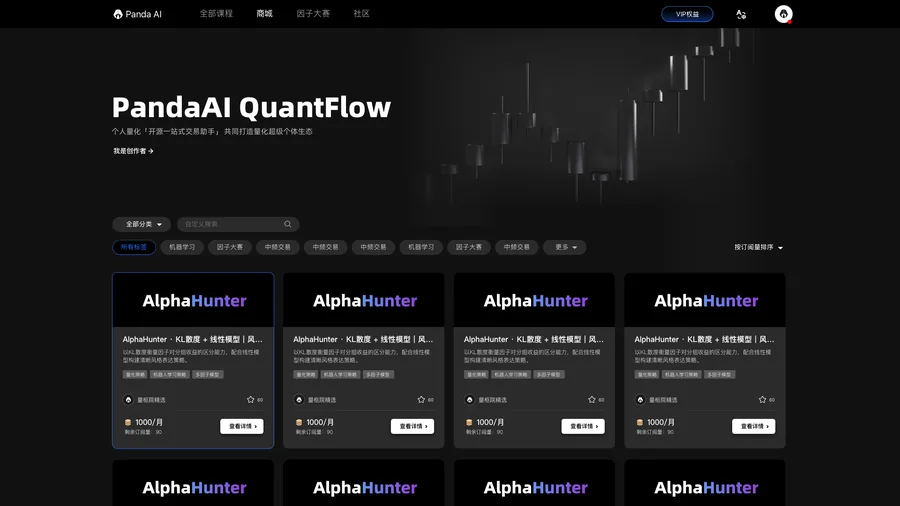 Panda AI
全部课程
商城
因子大赛
社区
VIP权益
PandaAI QuantFlow
个人量化「开源一站式交易助手」 共同打造量化超级个体生态
我是创作者 →
全部分类
自定义搜索
所有标签
机器学习
因子大赛
中频交易
中频交易
中频交易
机器学习
因子大赛
中频交易
更多
按订阅量排序
AlphaHunter
AlphaHunter · KL散度 + 线性模型 | 风...
以KL散度衡量因子对分组收益的区分能力、配合线性模
型构建清晰风格表达策略。
量化策略
机器人学习策略
多因子模型
量框院精选
60
1000/月
剩余订阅量: 90
查看详情 ›
AlphaHunter
AlphaHunter · KL散度 + 线性模型 | 风...
以KL散度衡量因子对分组收益的区分能力、配合线性模
型构建清晰风格表达策略。
量化策略
机器人学习策略
多因子模型
量框院精选
60
1000/月
剩余订阅量: 90
查看详情 ›
AlphaHunter
AlphaHunter · KL散度 + 线性模型 | 风...
以KL散度衡量因子对分组收益的区分能力、配合线性模
型构建清晰风格表达策略。
量化策略
机器人学习策略
多因子模型
量框院精选
60
1000/月
剩余订阅量: 90
查看详情 ›
AlphaHunter
AlphaHunter · KL散度 + 线性模型 | 风...
以KL散度衡量因子对分组收益的区分能力、配合线性模
型构建清晰风格表达策略。
量化策略
机器人学习策略
多因子模型
量框院精选
60
1000/月
剩余订阅量: 90
查看详情 ›
AlphaHunter
AlphaHunter
AlphaHunter
AlphaHunter